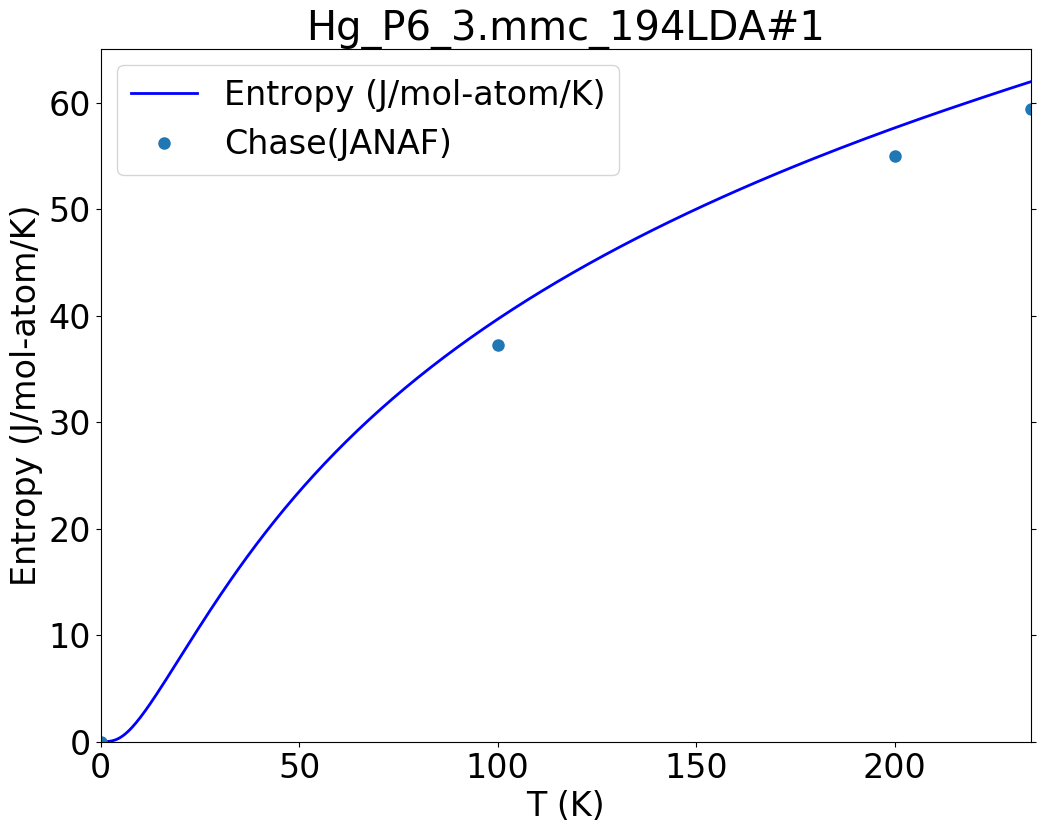 Hg_P6_3.mmc_194LDA#1
Entropy (J/mol-atom/K)
Chase(JANAF)
Entropy (J/mol-atom/K)
60
50
40
30
20
10
0
0 50 100 150 200
T (K)